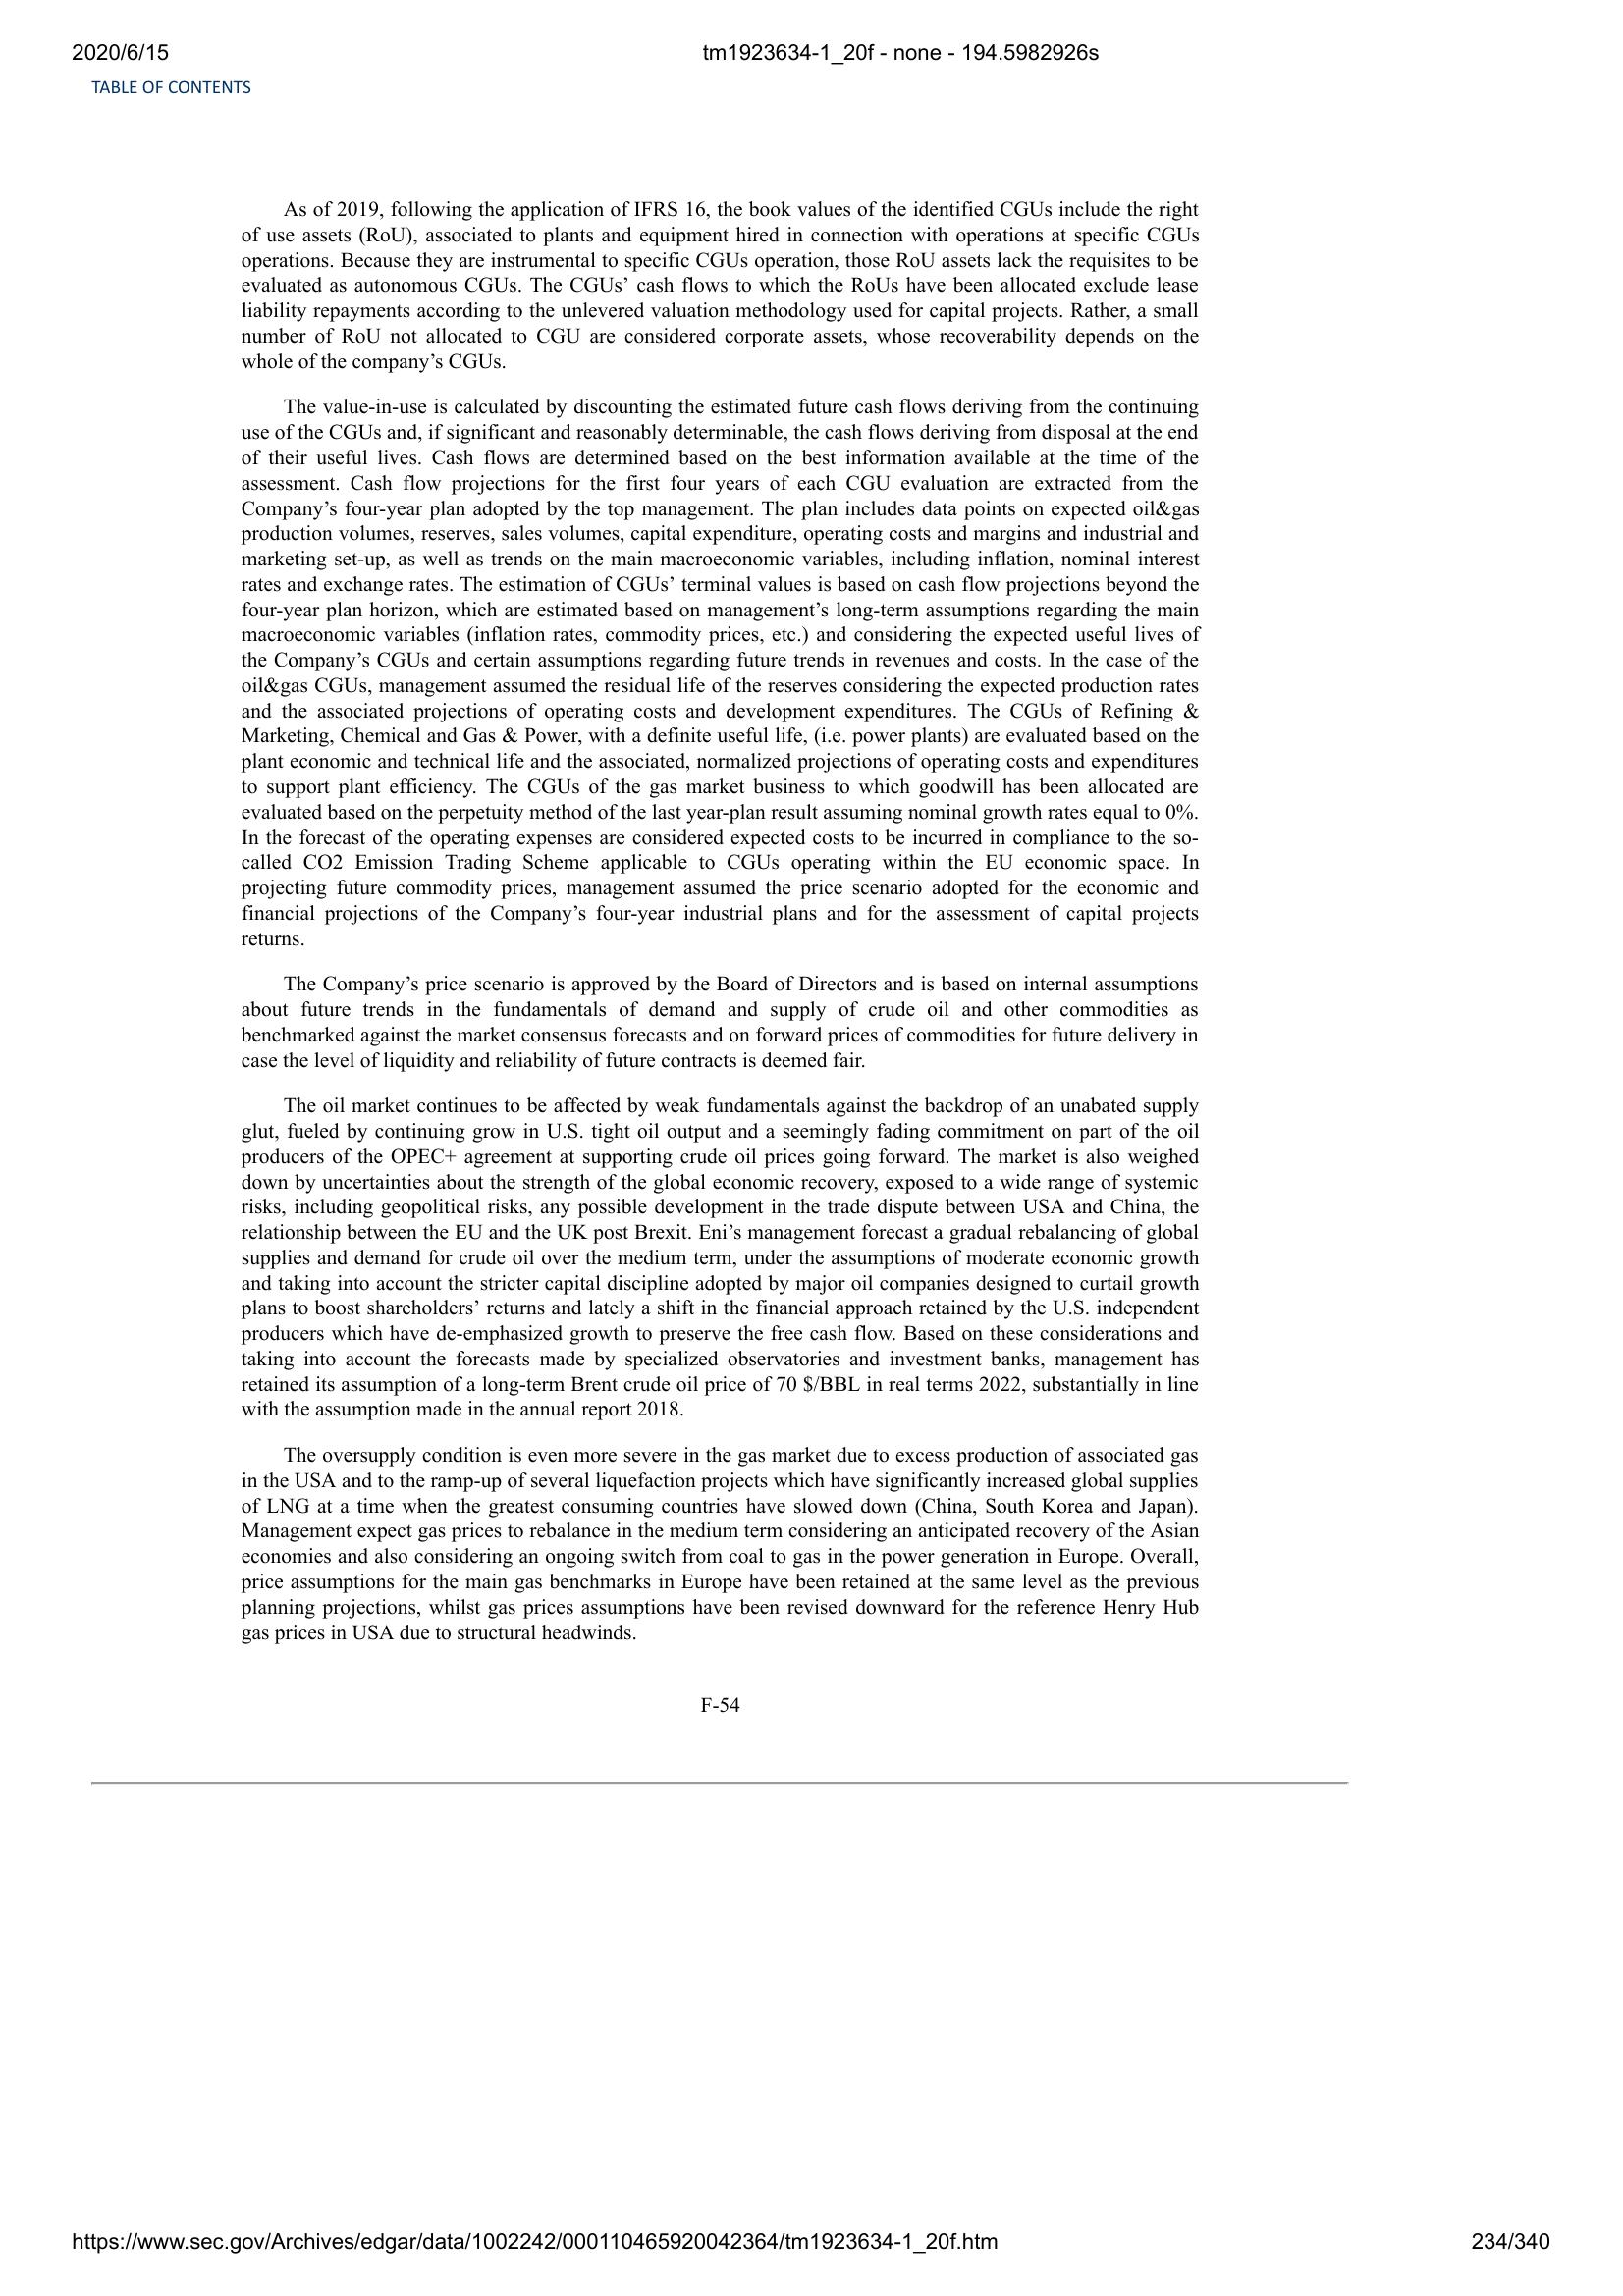 2020/6/15
tm1923634-1_20f - none - 194.5982926s
TABLE OF CONTENTS
As of 2019, following the application of IFRS 16, the book values of the identified CGUs include the right
of use assets (RoU), associated to plants and equipment hired in connection with operations at specific CGUs
operations. Because they are instrumental to specific CGUs operation, those RoU assets lack the requisites to be
evaluated as autonomous CGUs. The CGUs’ cash flows to which the RoUs have been allocated exclude lease
liability repayments according to the unlevered valuation methodology used for capital projects. Rather, a small
number of RoU not allocated to CGU are considered corporate assets, whose recoverability depends on the
whole of the company’s CGUs.
The value-in-use is calculated by discounting the estimated future cash flows deriving from the continuing
use of the CGUs and, if significant and reasonably determinable, the cash flows deriving from disposal at the end
of their useful lives. Cash flows are determined based on the best information available at the time of the
assessment. Cash flow projections for the first four years of each CGU evaluation are extracted from the
Company’s four-year plan adopted by the top management. The plan includes data points on expected oil&gas
production volumes, reserves, sales volumes, capital expenditure, operating costs and margins and industrial and
marketing set-up, as well as trends on the main macroeconomic variables, including inflation, nominal interest
rates and exchange rates. The estimation of CGUs’ terminal values is based on cash flow projections beyond the
four-year plan horizon, which are estimated based on management’s long-term assumptions regarding the main
macroeconomic variables (inflation rates, commodity prices, etc.) and considering the expected useful lives of
the Company’s CGUs and certain assumptions regarding future trends in revenues and costs. In the case of the
oil&gas CGUs, management assumed the residual life of the reserves considering the expected production rates
and the associated projections of operating costs and development expenditures. The CGUs of Refining &
Marketing, Chemical and Gas & Power, with a definite useful life, (i.e. power plants) are evaluated based on the
plant economic and technical life and the associated, normalized projections of operating costs and expenditures
to support plant efficiency. The CGUs of the gas market business to which goodwill has been allocated are
evaluated based on the perpetuity method of the last year-plan result assuming nominal growth rates equal to 0%.
In the forecast of the operating expenses are considered expected costs to be incurred in compliance to the so-
called CO2 Emission Trading Scheme applicable to CGUs operating within the EU economic space. In
projecting future commodity prices, management assumed the price scenario adopted for the economic and
financial projections of the Company’s four-year industrial plans and for the assessment of capital projects
returns.
The Company’s price scenario is approved by the Board of Directors and is based on internal assumptions
about future trends in the fundamentals of demand and supply of crude oil and other commodities as
benchmarked against the market consensus forecasts and on forward prices of commodities for future delivery in
case the level of liquidity and reliability of future contracts is deemed fair.
The oil market continues to be affected by weak fundamentals against the backdrop of an unabated supply
glut, fueled by continuing grow in U.S. tight oil output and a seemingly fading commitment on part of the oil
producers of the OPEC+ agreement at supporting crude oil prices going forward. The market is also weighed
down by uncertainties about the strength of the global economic recovery, exposed to a wide range of systemic
risks, including geopolitical risks, any possible development in the trade dispute between USA and China, the
relationship between the EU and the UK post Brexit. Eni’s management forecast a gradual rebalancing of global
supplies and demand for crude oil over the medium term, under the assumptions of moderate economic growth
and taking into account the stricter capital discipline adopted by major oil companies designed to curtail growth
plans to boost shareholders’ returns and lately a shift in the financial approach retained by the U.S. independent
producers which have de-emphasized growth to preserve the free cash flow. Based on these considerations and
taking into account the forecasts made by specialized observatories and investment banks, management has
retained its assumption of a long-term Brent crude oil price of 70 $/BBL in real terms 2022, substantially in line
with the assumption made in the annual report 2018.
The oversupply condition is even more severe in the gas market due to excess production of associated gas
in the USA and to the ramp-up of several liquefaction projects which have significantly increased global supplies
of LNG at a time when the greatest consuming countries have slowed down (China, South Korea and Japan).
Management expect gas prices to rebalance in the medium term considering an anticipated recovery of the Asian
economies and also considering an ongoing switch from coal to gas in the power generation in Europe. Overall,
price assumptions for the main gas benchmarks in Europe have been retained at the same level as the previous
planning projections, whilst gas prices assumptions have been revised downward for the reference Henry Hub
gas prices in USA due to structural headwinds.
F-54
https://www.sec.gov/Archives/edgar/data/1002242/000110465920042364/tm1923634-1_20f.htm
234/340